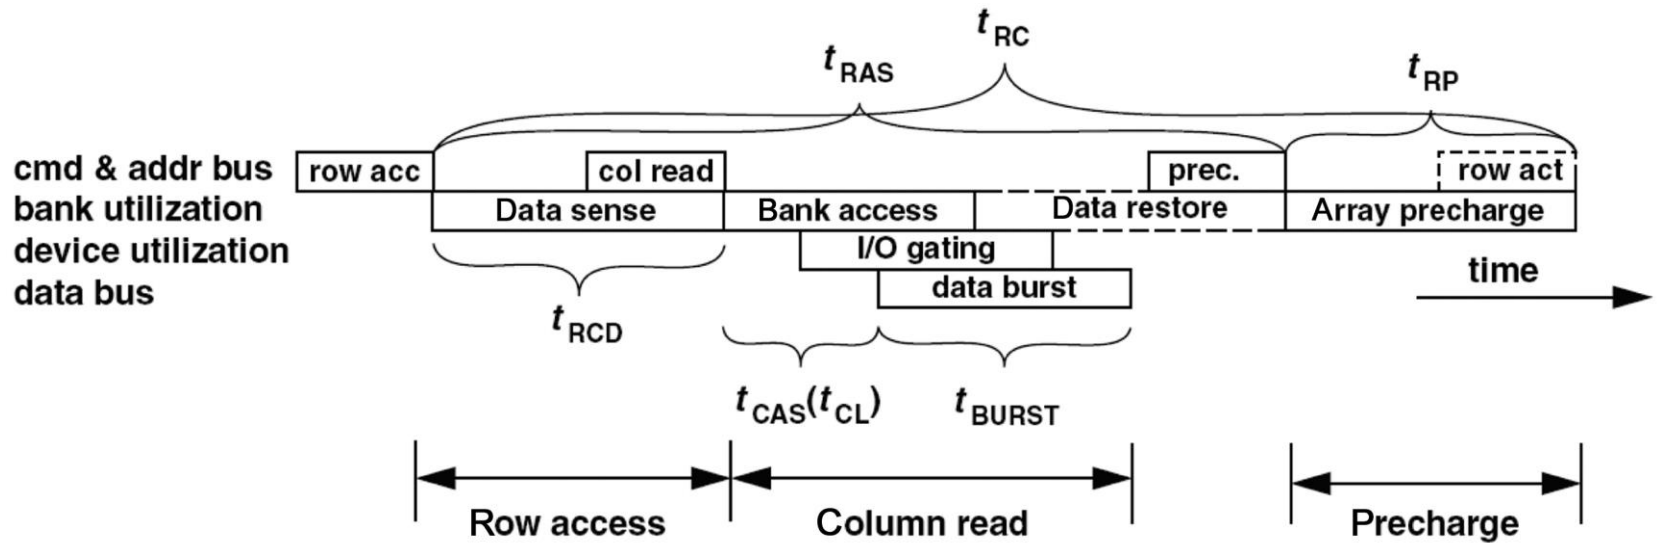 tRC
tRAS
tRP
cmd & addr bus
row acc
col read
prec.
row act
bank utilization
Data sense
Bank access
Data restore
Array precharge
device utilization
I/O gating
time
data bus
data burst
tRCD
tCAS(tCL)
tBURST
Row access
Column read
Precharge